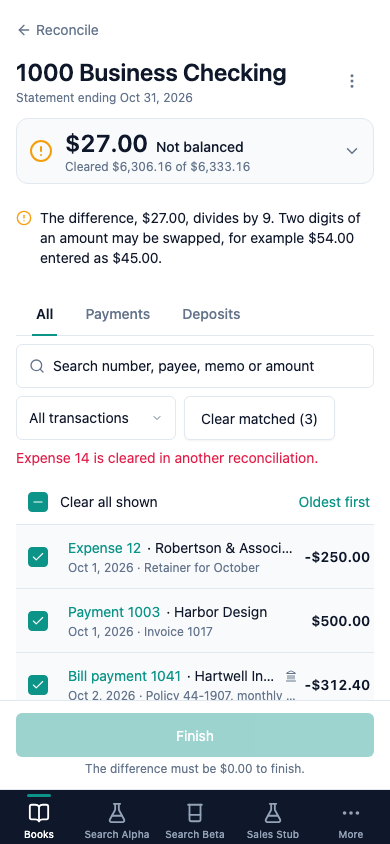 Reconcile
1000 Business Checking
Statement ending Oct 31, 2026
$27.00 Not balanced
Cleared $6,306.16 of $6,333.16
The difference, $27.00, divides by 9. Two digits of
an amount may be swapped, for example $54.00
entered as $45.00.
All Payments Deposits
Search number, payee, memo or amount
All transactions Clear matched (3)
Expense 14 is cleared in another reconciliation.
Clear all shown Oldest first
Expense 12 · Robertson & Associ... -$250.00
Oct 1, 2026 · Retainer for October
Payment 1003 · Harbor Design $500.00
Oct 1, 2026 · Invoice 1017
Bill payment 1041 · Hartwell In... -$312.40
Oct 2, 2026 · Policy 44-1907, monthly ...
Finish
The difference must be $0.00 to finish.
Books Search Alpha Search Beta Sales Stub More